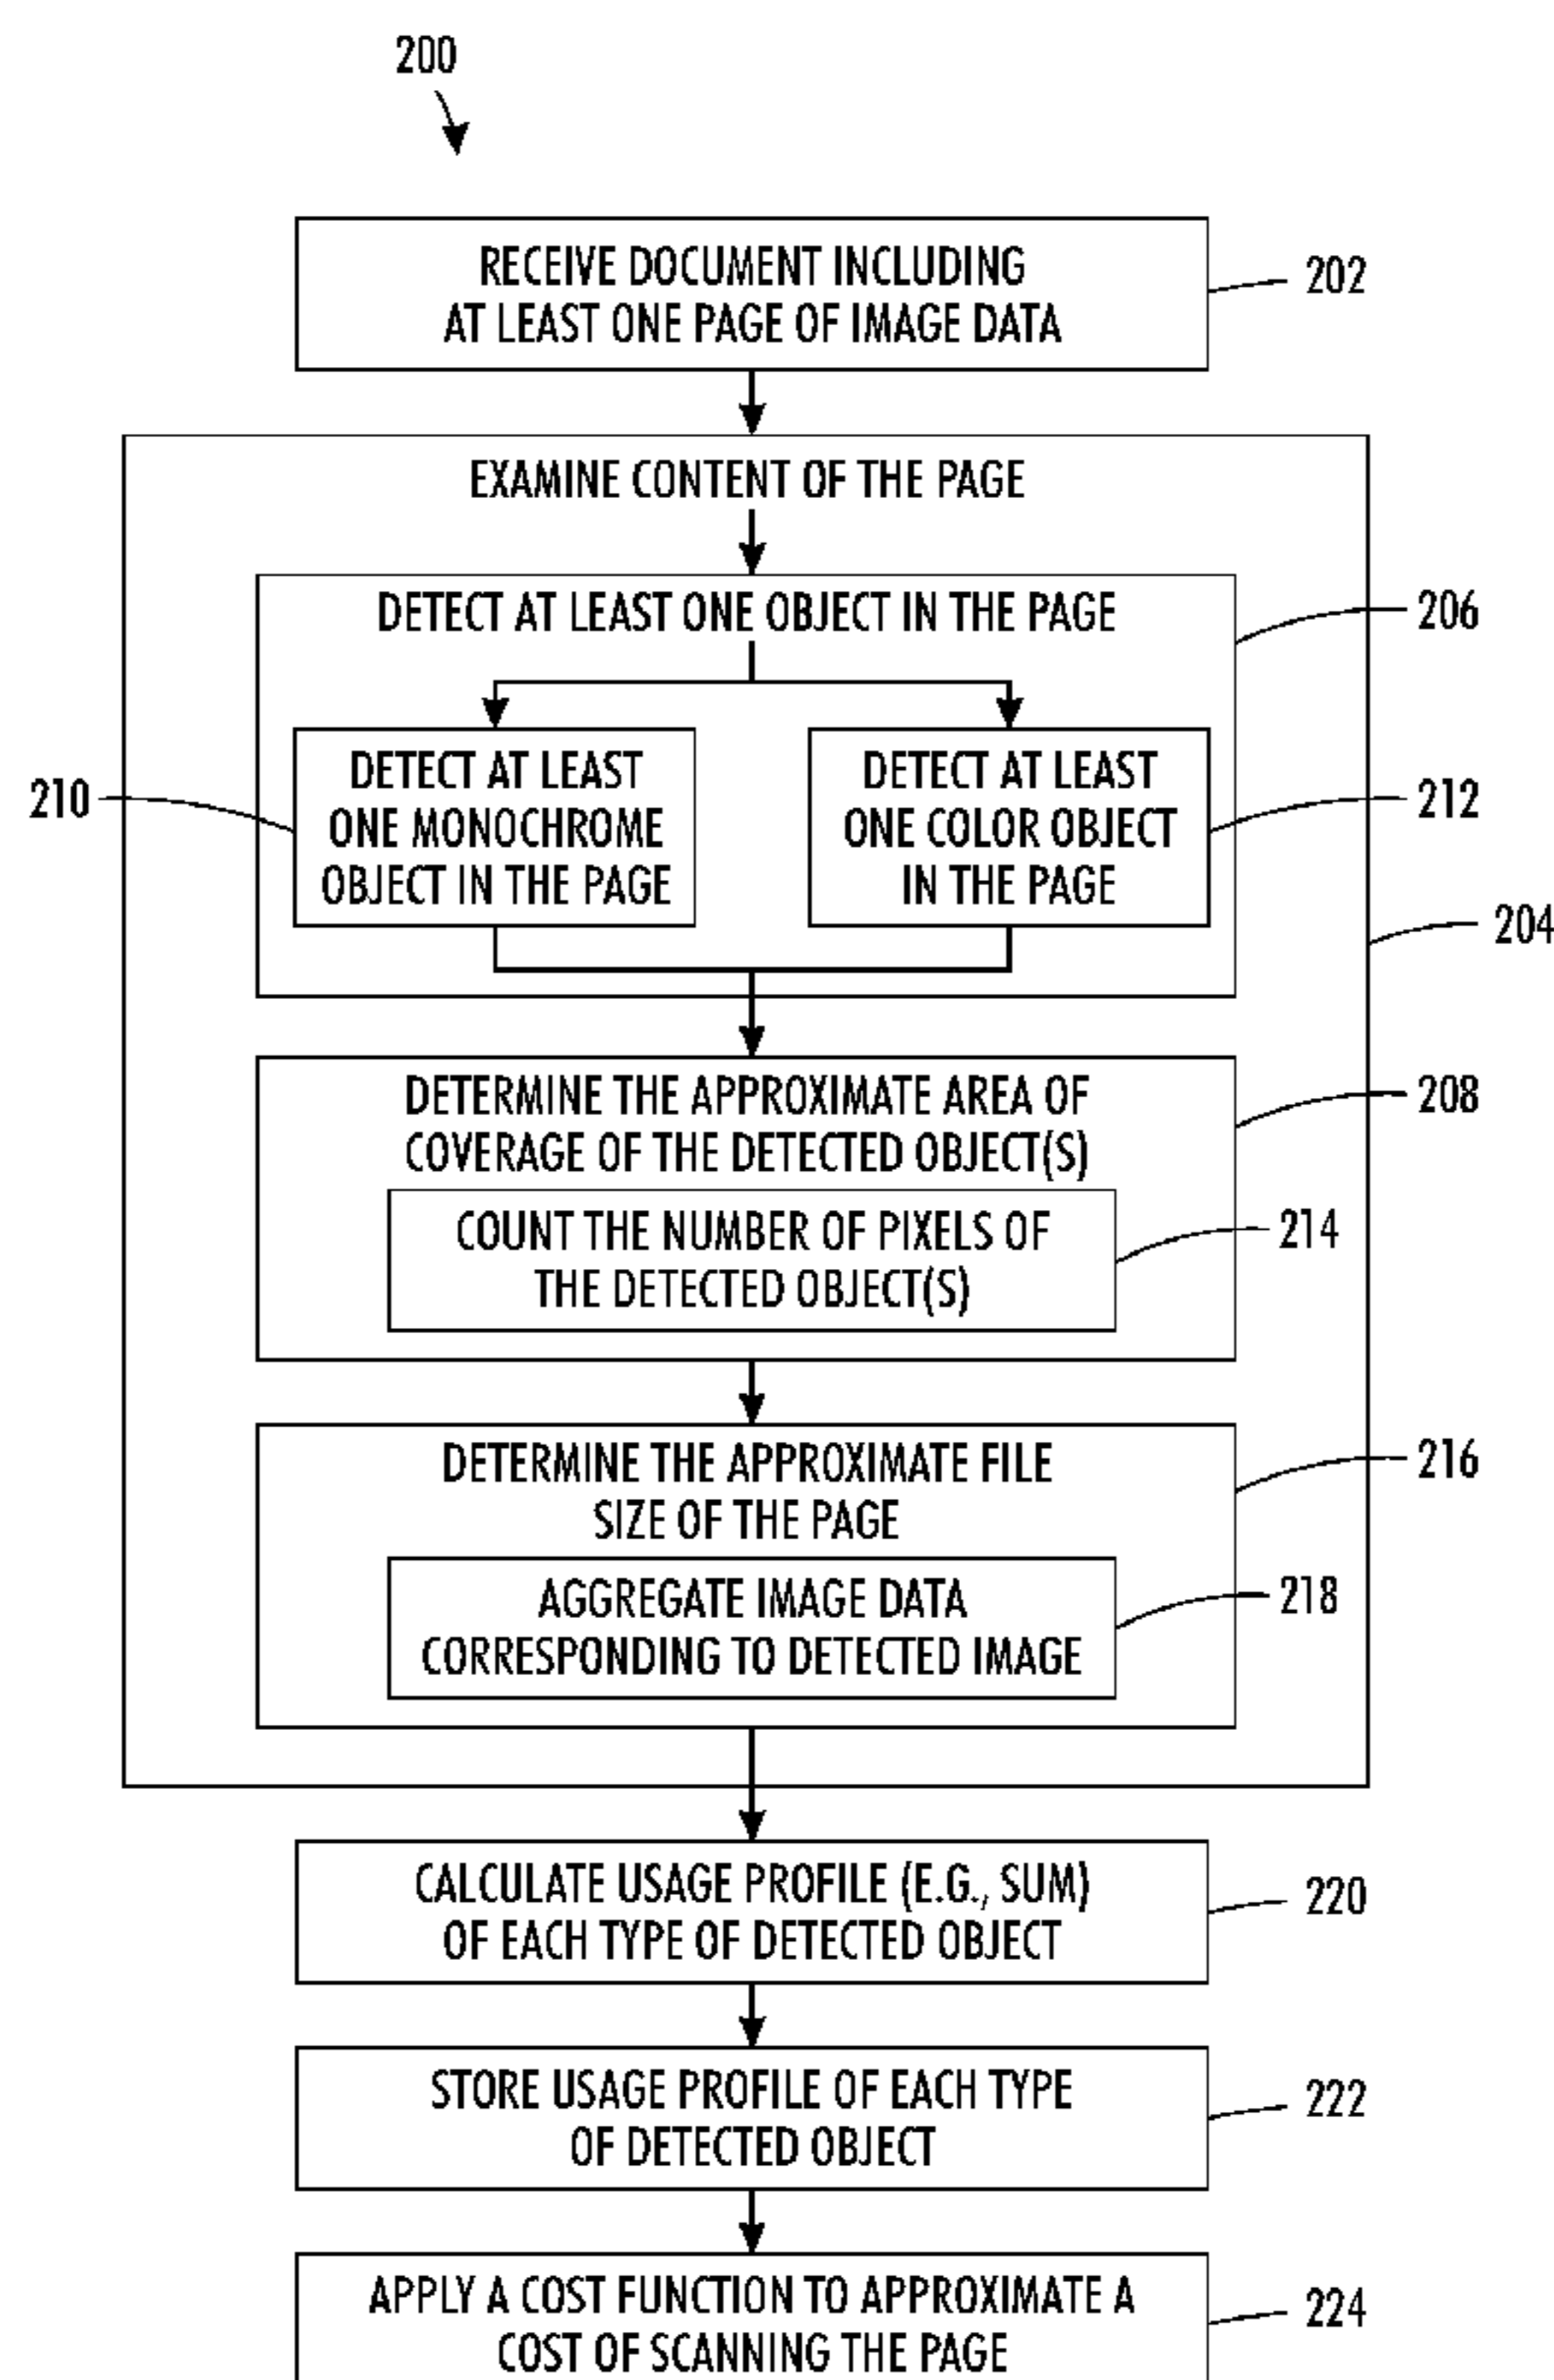 200
RECEIVE DOCUMENT INCLUDING
AT LEAST ONE PAGE OF IMAGE DATA
202
EXAMINE CONTENT OF THE PAGE
DETECT AT LEAST ONE OBJECT IN THE PAGE
206
DETECT AT LEAST
ONE MONOCHROME
OBJECT IN THE PAGE
210
DETECT AT LEAST
ONE COLOR OBJECT
IN THE PAGE
212
204
DETERMINE THE APPROXIMATE AREA OF
COVERAGE OF THE DETECTED OBJECT(S)
208
COUNT THE NUMBER OF PIXELS OF
THE DETECTED OBJECT(S)
214
DETERMINE THE APPROXIMATE FILE
SIZE OF THE PAGE
216
AGGREGATE IMAGE DATA
CORRESPONDING TO DETECTED IMAGE
218
CALCULATE USAGE PROFILE (E.G., SUM)
OF EACH TYPE OF DETECTED OBJECT
220
STORE USAGE PROFILE OF EACH TYPE
OF DETECTED OBJECT
222
APPLY A COST FUNCTION TO APPROXIMATE A
COST OF SCANNING THE PAGE
224